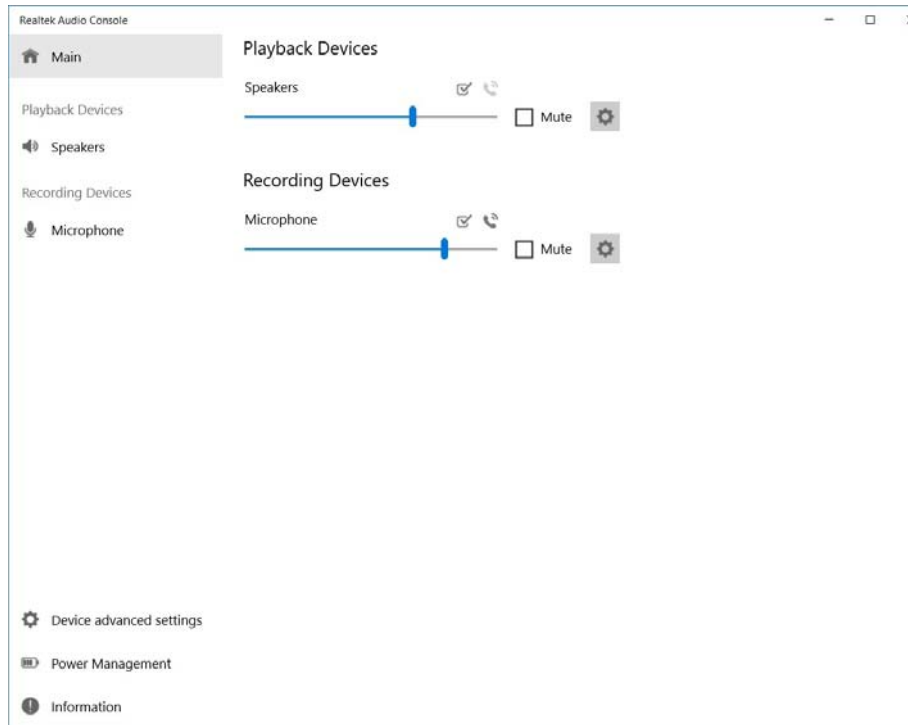 Realtek Audio Console
Main
Playback Devices
Speakers
Recording Devices
Microphone
Device advanced settings
Power Management
Information
Playback Devices
Speakers
Mute
Recording Devices
Microphone
Mute